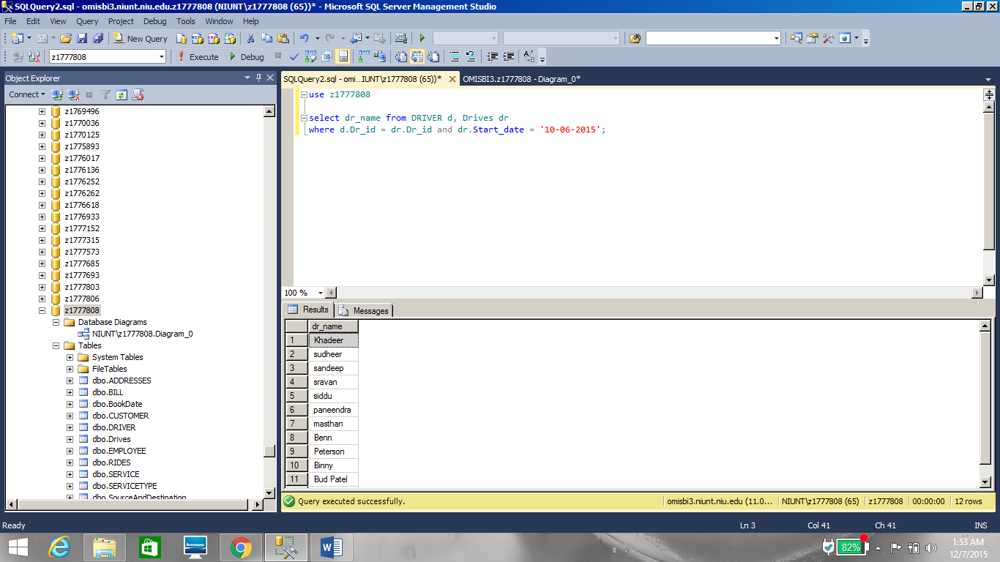 SQLQuery2.sql - omisbi3.niunt.niu.edu.z1777808 (NIUNT\z1777808 (65))* - Microsoft SQL Server Management Studio
File Edit View Query Project Debug Tools Window Help
New Query
z1777808 Execute Debug
Object Explorer
Connect
z1769496
z1770036
z1770125
z1775893
z1776017
z1776136
z1776252
z1776262
z1776618
z1776933
z1777152
z1777315
z1777573
z1777685
z1777693
z1777803
z1777806
z1777808
Database Diagrams
NIUNT\z1777808.Diagram_0
Tables
System Tables
FileTables
dbo.ADDRESSES
dbo.BILL
dbo.BookDate
dbo.CUSTOMER
dbo.DRIVER
dbo.Drives
dbo.EMPLOYEE
dbo.RIDES
dbo.SERVICE
dbo.SERVICETYPE
dbo.SourceAndDestination
SQLQuery2.sql - omi...IUNT\z1777808 (65))* OMISBI3.z1777808 - Diagram_0*
use z1777808
select dr_name from DRIVER d, Drives dr
where d.Dr_id = dr.Dr_id and dr.Start_date = '10-06-2015';
100 %
Results Messages
dr_name
1 Khadeer
2 sudheer
3 sandeep
4 sravan
5 siddu
6 paneendra
7 masthan
8 Benn
9 Peterson
10 Binny
11 Bud Patel
Query executed successfully. omisbi3.niunt.niu.edu (11.0... NIUNT\z1777808 (65) z1777808 00:00:00 12 rows
Ready Ln 3 Col 41 Ch 41 INS
lenovo
82%
1:53 AM
12/7/2015